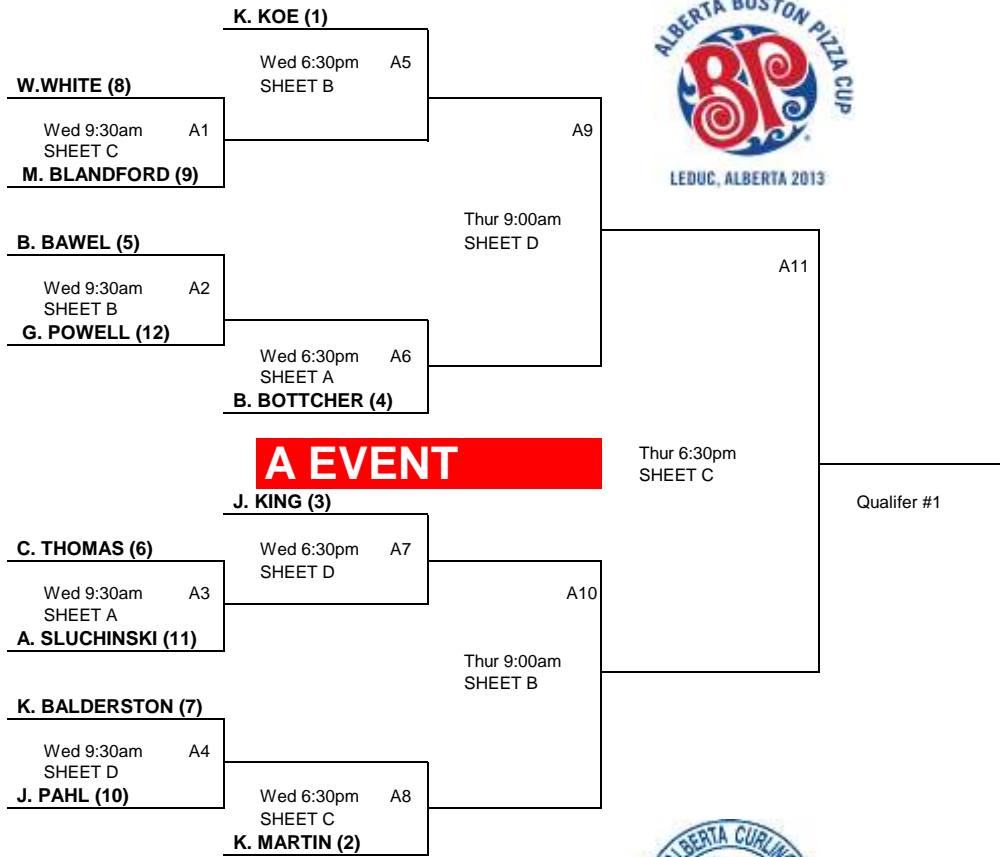 K. KOE (1)
Wed 6:30pm A5
SHEET B
W.WHITE (8)
Wed 9:30am A1
SHEET C
M. BLANDFORD (9)
A9
Thur 9:00am
SHEET D
B. BAWEL (5)
Wed 9:30am A2
SHEET B
G. POWELL (12)
Wed 6:30pm A6
SHEET A
B. BOTTCHER (4)
ALBERTA BOSTON PIZZA CUP
BP
LEDUC, ALBERTA 2013
A11
A EVENT
Thur 6:30pm
SHEET C
Qualifer #1
J. KING (3)
Wed 6:30pm A7
SHEET D
C. THOMAS (6)
Wed 9:30am A3
SHEET A
A. SLUCHINSKI (11)
A10
Thur 9:00am
SHEET B
K. BALDERSTON (7)
Wed 9:30am A4
SHEET D
J. PAHL (10)
Wed 6:30pm A8
SHEET C
K. MARTIN (2)